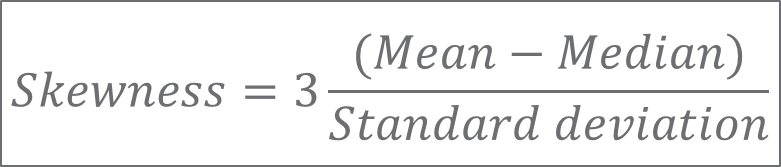 Skewness = 3 (Mean − Median)
Standard deviation